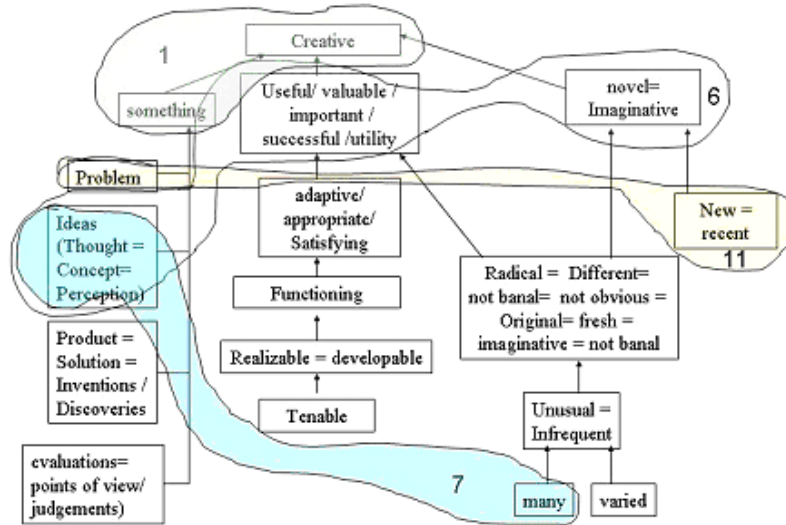 1
Creative
something
Useful/ valuable /
important /
successful /utility
novel=
Imaginative
6
Problem
adaptive/
appropriate/
Satisfying
New =
recent
11
Ideas
(Thought =
Concept=
Perception)
Radical = Different=
not banal= not obvious =
Original= fresh =
imaginative = not banal
Functioning
Product =
Solution =
Inventions /
Discoveries
Realizable = developable
Tenable
Unusual =
Infrequent
evaluations=
points of view/
judgements)
7
many
varied